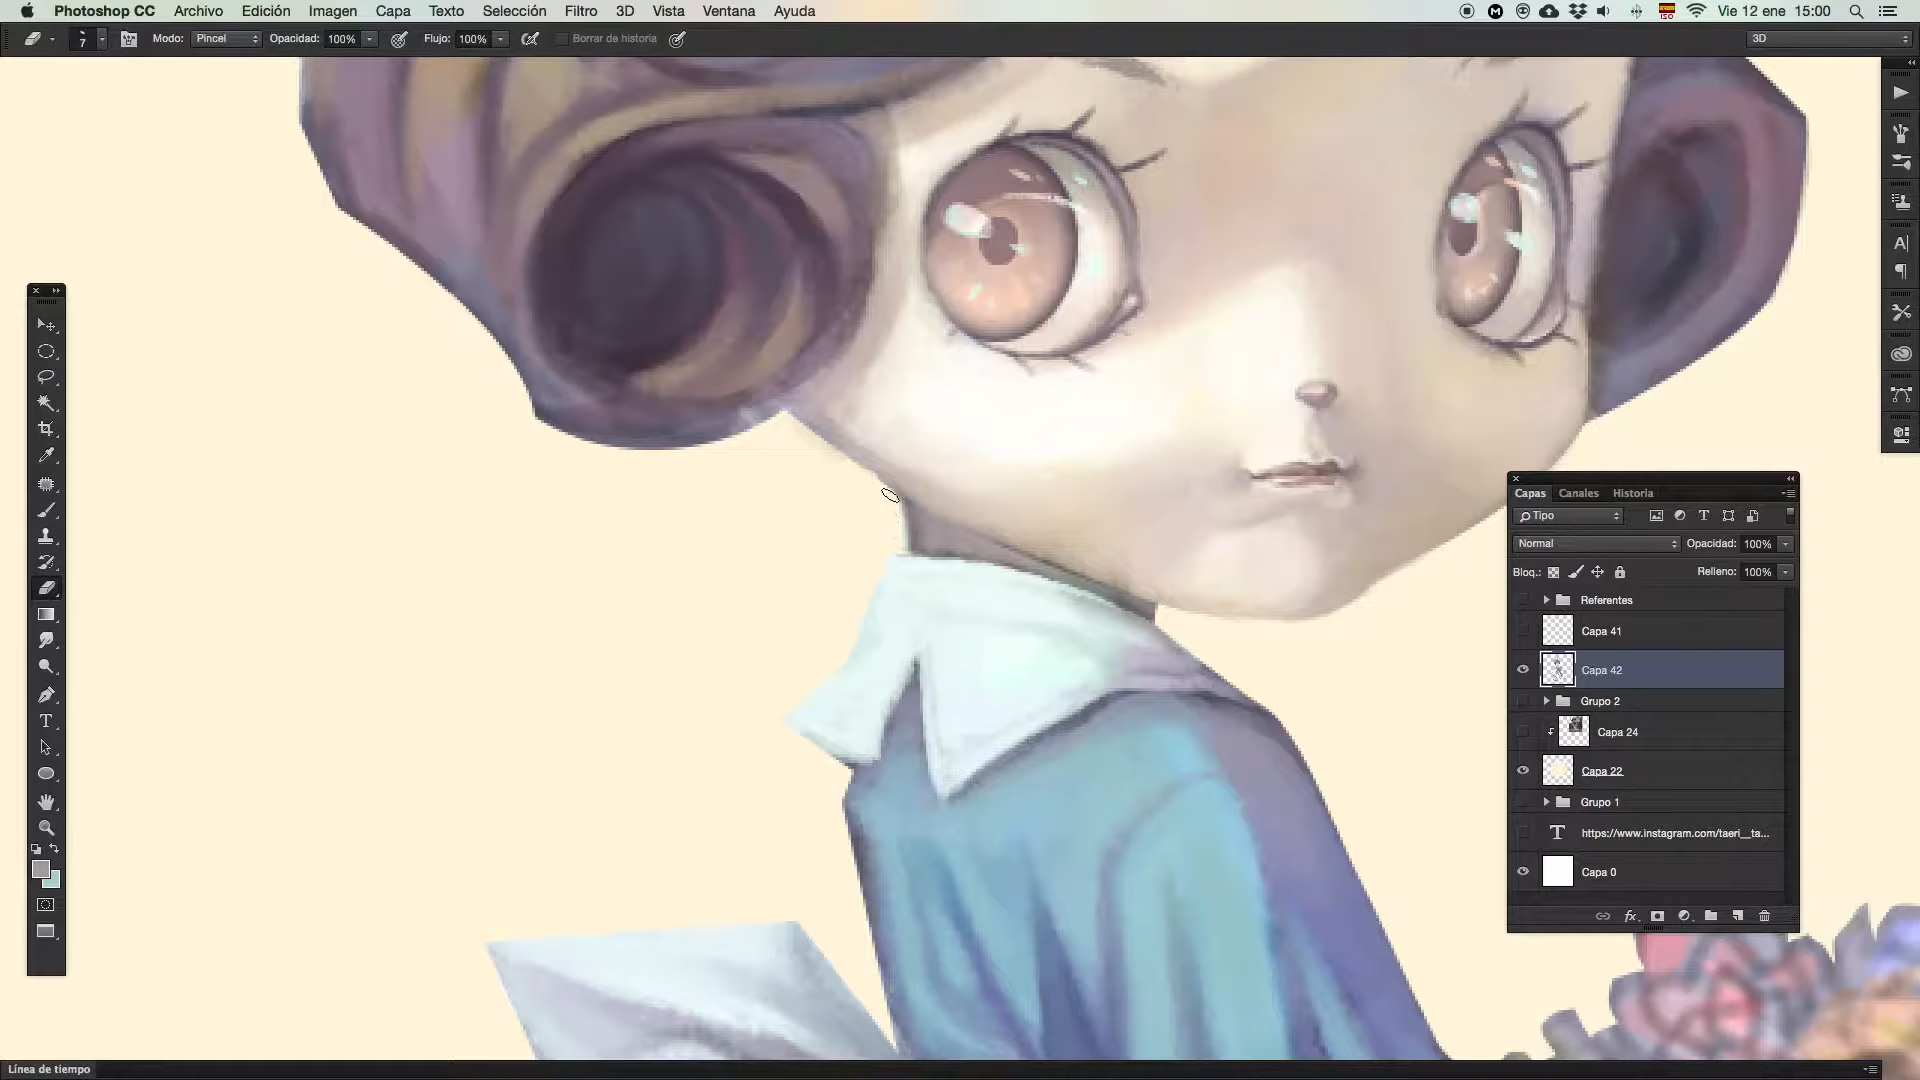 Photoshop CC Archivo Edición Imagen Capa Texto Selección Filtro 3D Vista Ventana Ayuda ISO Vie 12 ene 15:00
7 Modo: Pincel Opacidad: 100% Flujo: 100% Borrar de historia 3D
Capas Canales Historia
Tipo
Normal Opacidad: 100%
Bloq.: Relleno: 100%
Referentes
Capa 41
Capa 42
Grupo 2
Capa 24
Capa 22
Grupo 1
https://www.instagram.com/taeri__ta...
Capa 0
Línea de tiempo